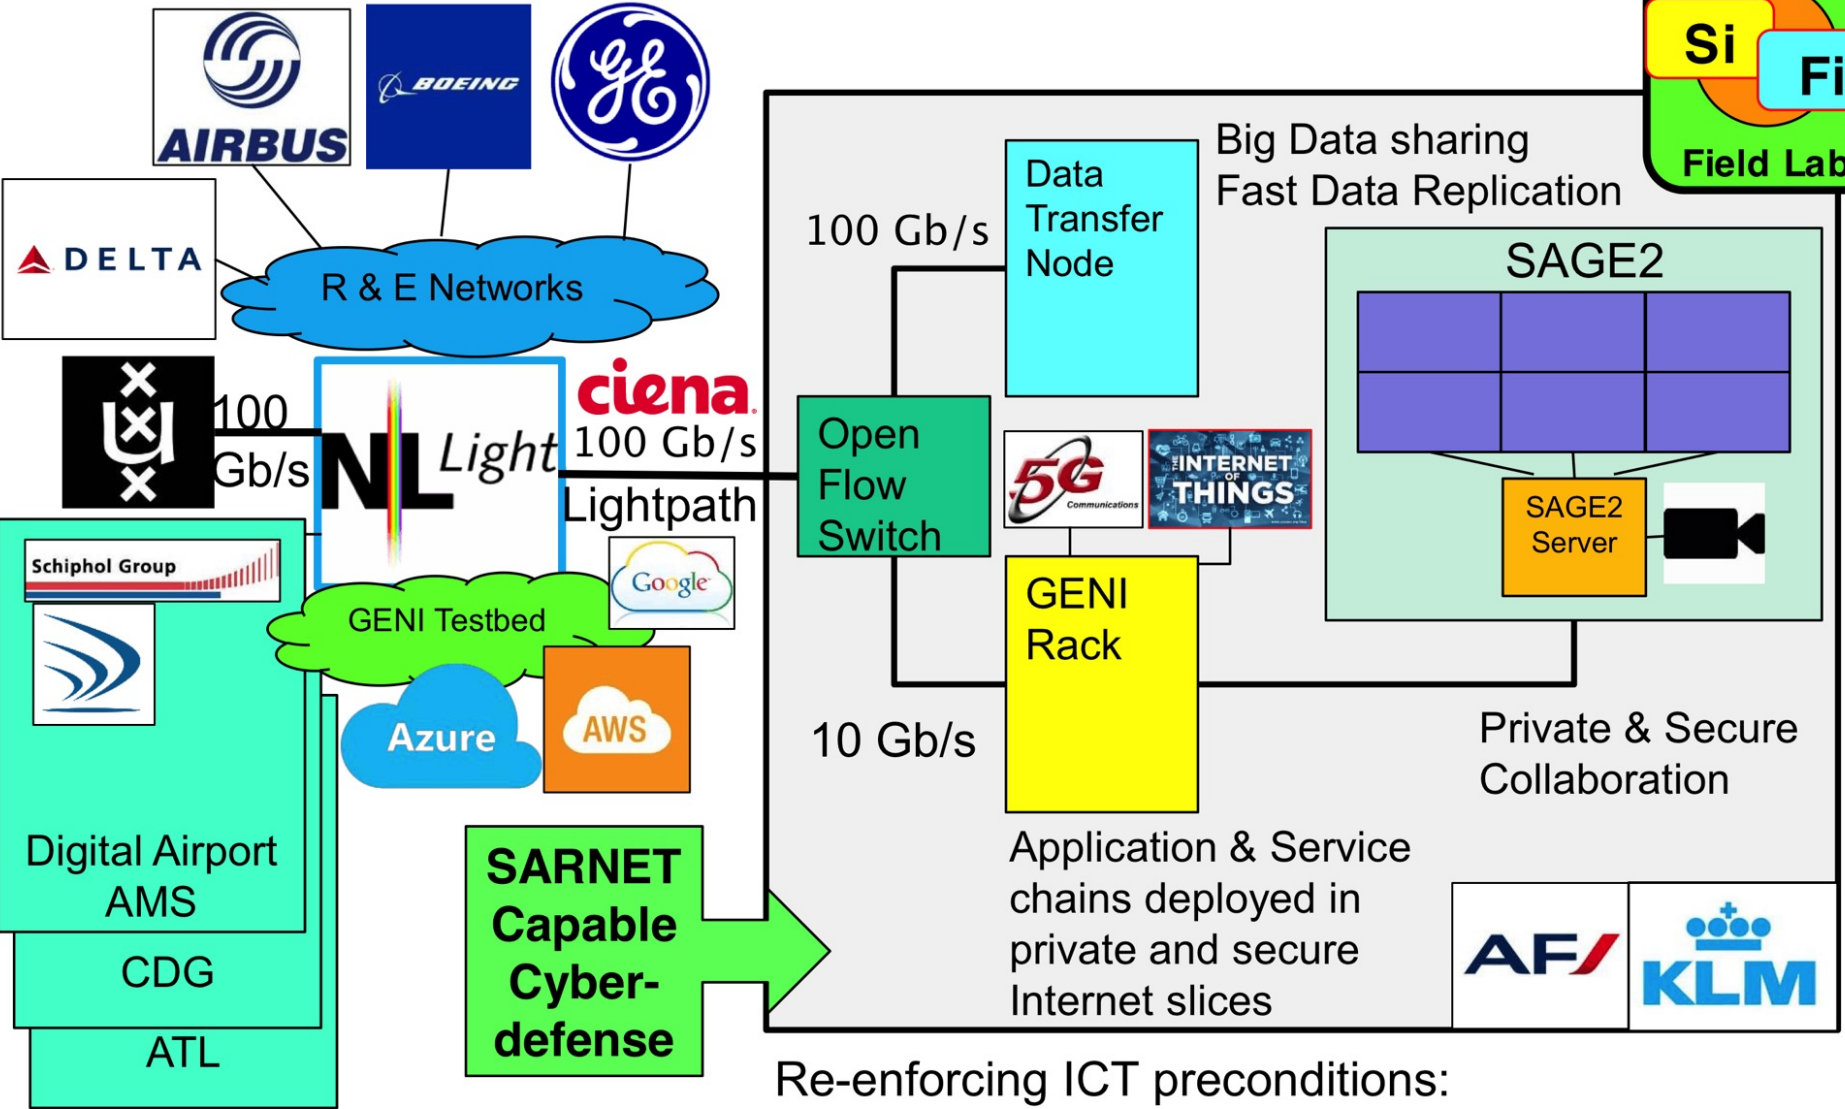 AIRBUS
BOEING
GE
DELTA
R & E Networks
U
100
Gb/s
NL Light
ciena
100 Gb/s
Lightpath
Schiphol Group
GENI Testbed
Google
Azure
AWS
Digital Airport
AMS
CDG
ATL
SARNET
Capable
Cyber-
defense
Si
Fi
Field Lab
Big Data sharing
Fast Data Replication
100 Gb/s
Data
Transfer
Node
Open
Flow
Switch
5G
Communications
THE
INTERNET
OF
THINGS
GENI
Rack
10 Gb/s
SAGE2
SAGE2
Server
Private & Secure
Collaboration
Application & Service
chains deployed in
private and secure
Internet slices
AF
KLM
Re-enforcing ICT preconditions: